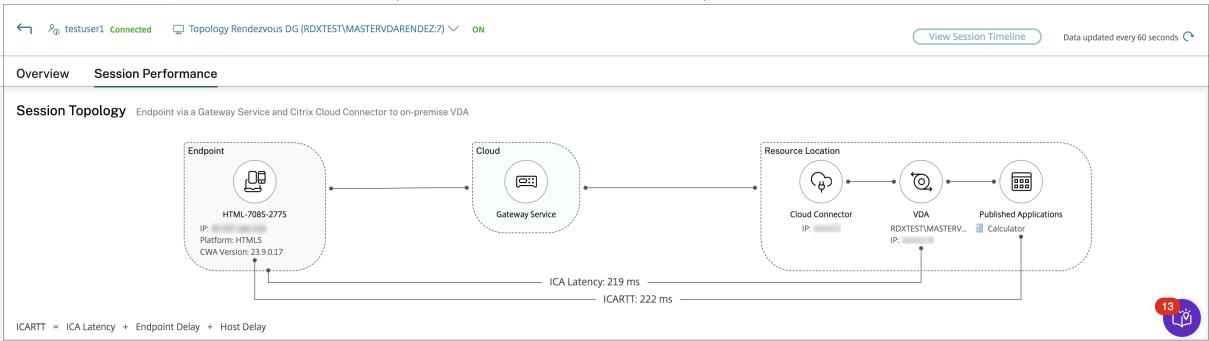 testuser1 Connected Topology Rendezvous DG (RDXTEST\MASTERVDARENDEZ:7) ON View Session Timeline Data updated every 60 seconds
Overview Session Performance
Session Topology Endpoint via a Gateway Service and Citrix Cloud Connector to on-premise VDA
Endpoint Cloud Resource Location
HTML-7085-2775 Gateway Service Cloud Connector VDA Published Applications
IP: IP: RDXTEST\MASTERV... Calculator
Platform: HTML5 IP:
CWA Version: 23.9.0.17
ICA Latency: 219 ms
ICARTT: 222 ms
13
ICARTT = ICA Latency + Endpoint Delay + Host Delay